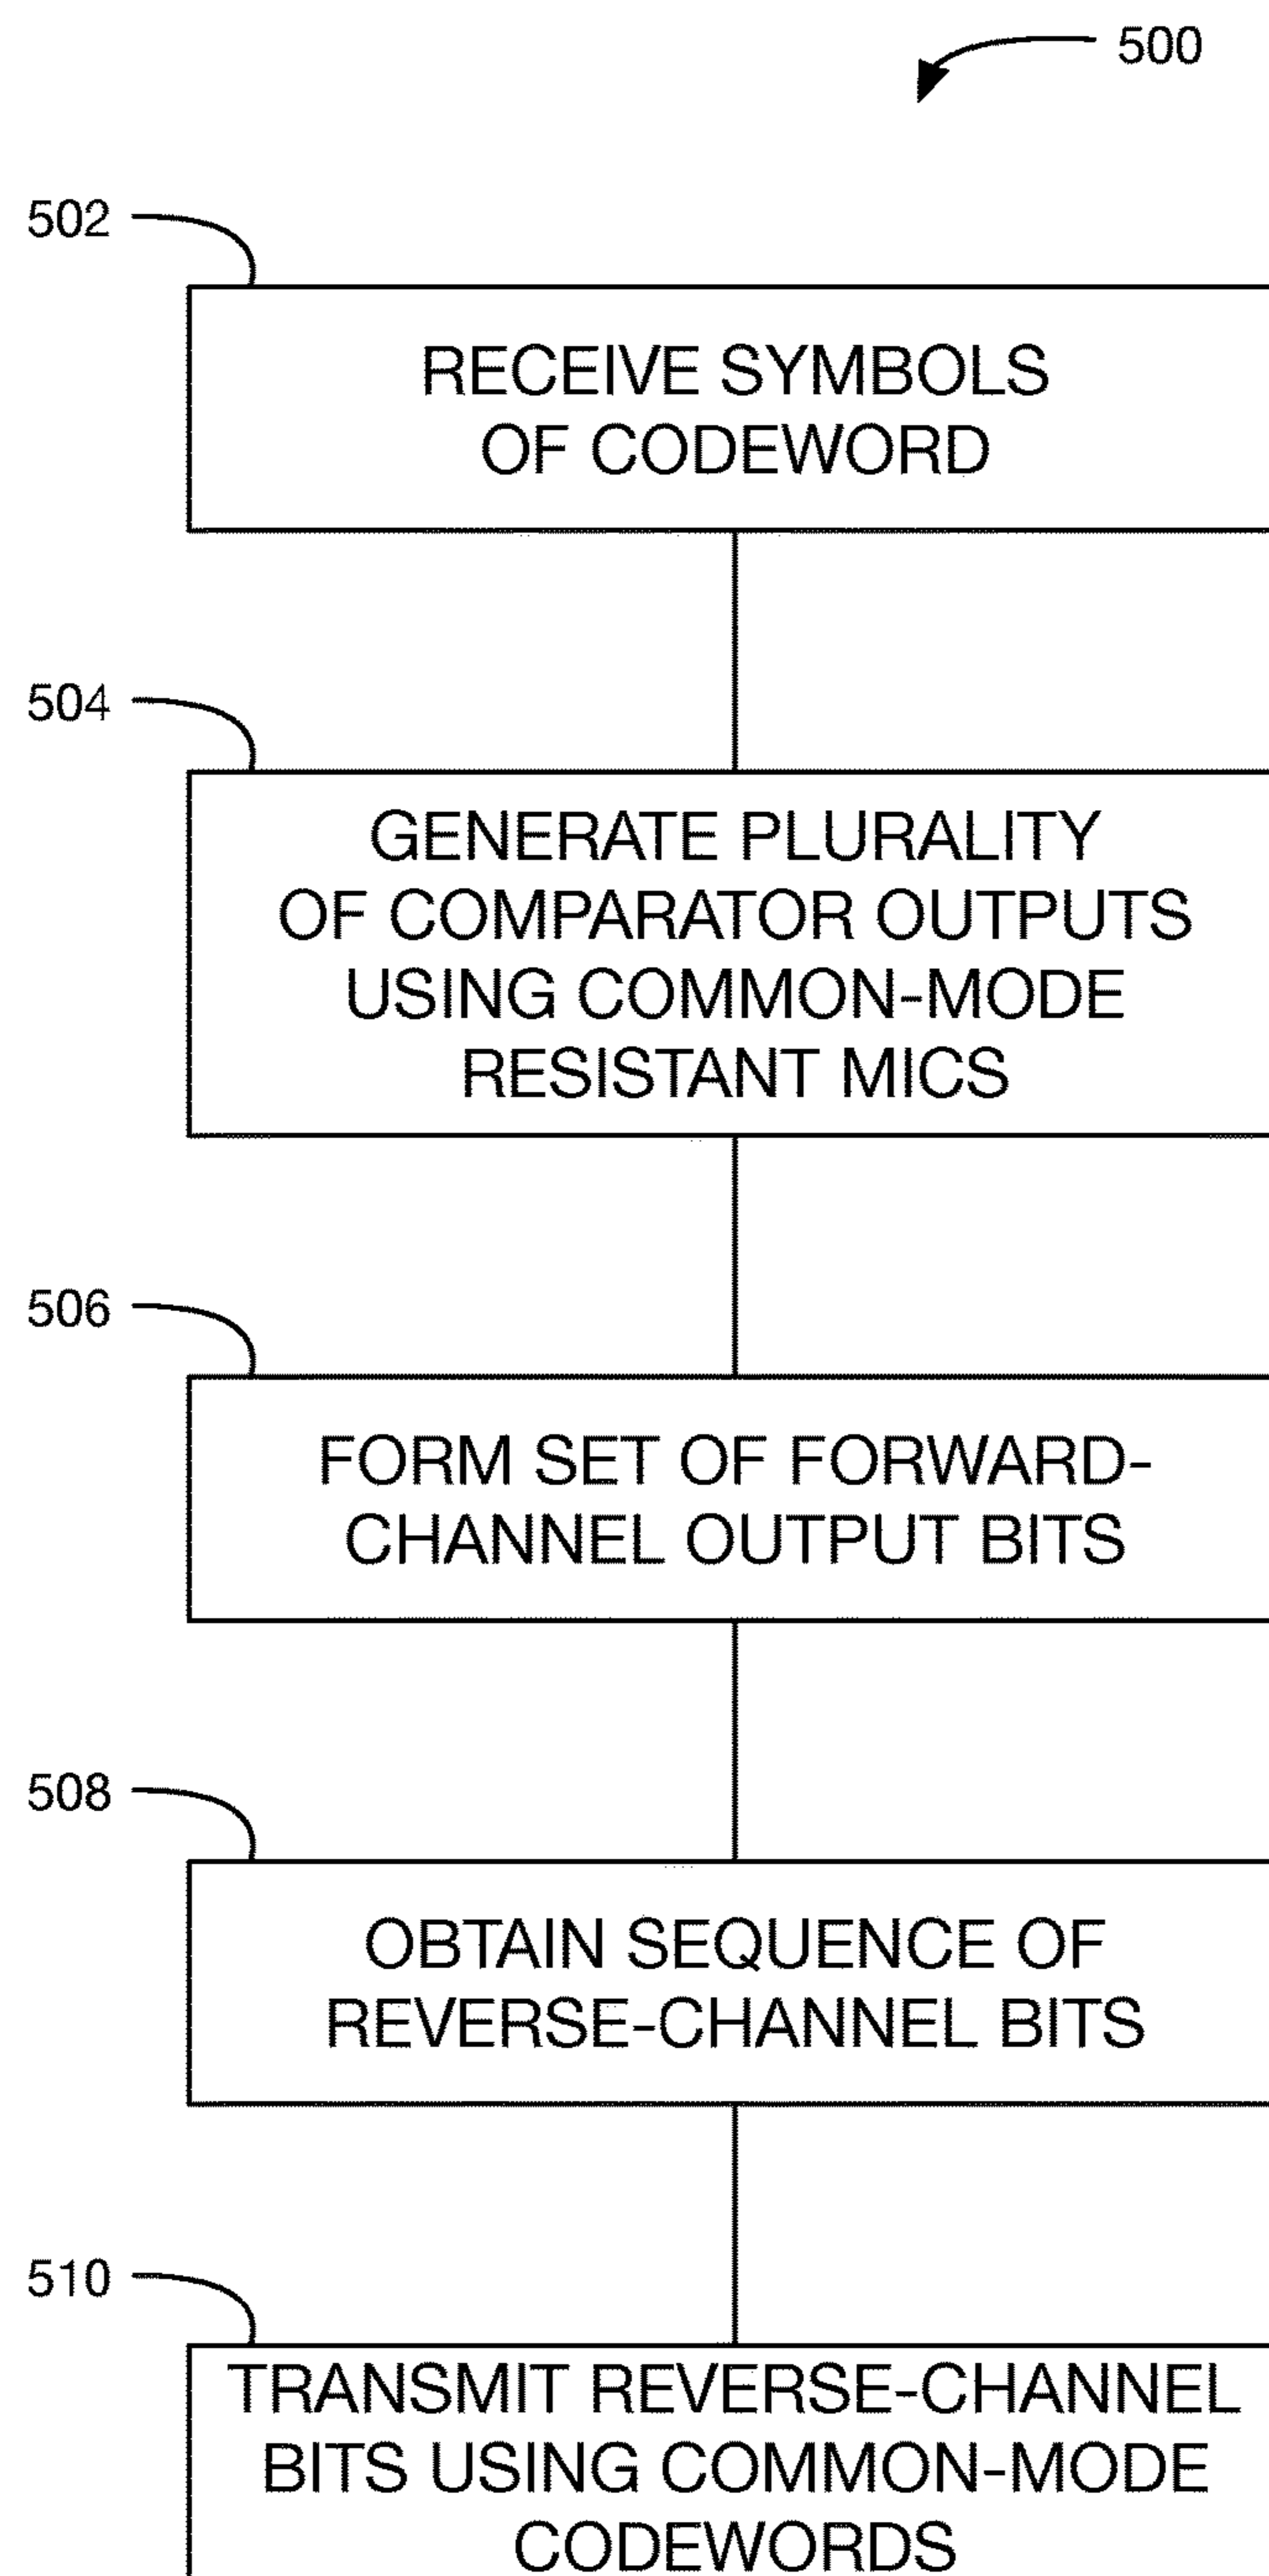 500
502
RECEIVE SYMBOLS
OF CODEWORD
504
GENERATE PLURALITY
OF COMPARATOR OUTPUTS
USING COMMON-MODE
RESISTANT MICS
506
FORM SET OF FORWARD-
CHANNEL OUTPUT BITS
508
OBTAIN SEQUENCE OF
REVERSE-CHANNEL BITS
510
TRANSMIT REVERSE-CHANNEL
BITS USING COMMON-MODE
CODEWORDS